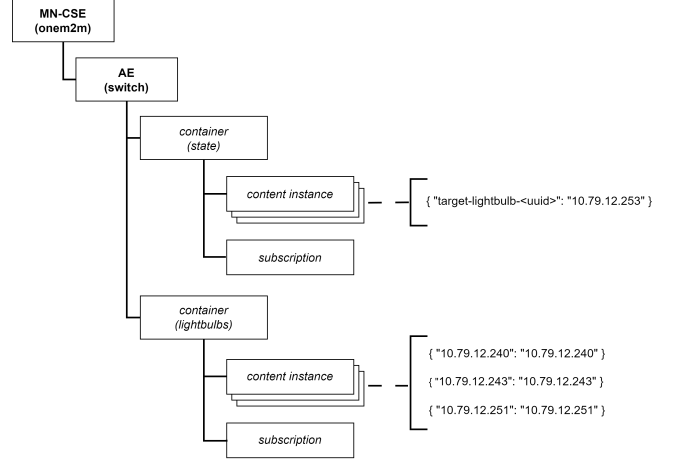 MN-CSE
(onem2m)
AE
(switch)
container
(state)
content instance
{ "target-lightbulb-<uuid>": "10.79.12.253" }
subscription
container
(lightbulbs)
{ "10.79.12.240": "10.79.12.240" }
content instance
{ "10.79.12.243": "10.79.12.243" }
{ "10.79.12.251": "10.79.12.251" }
subscription